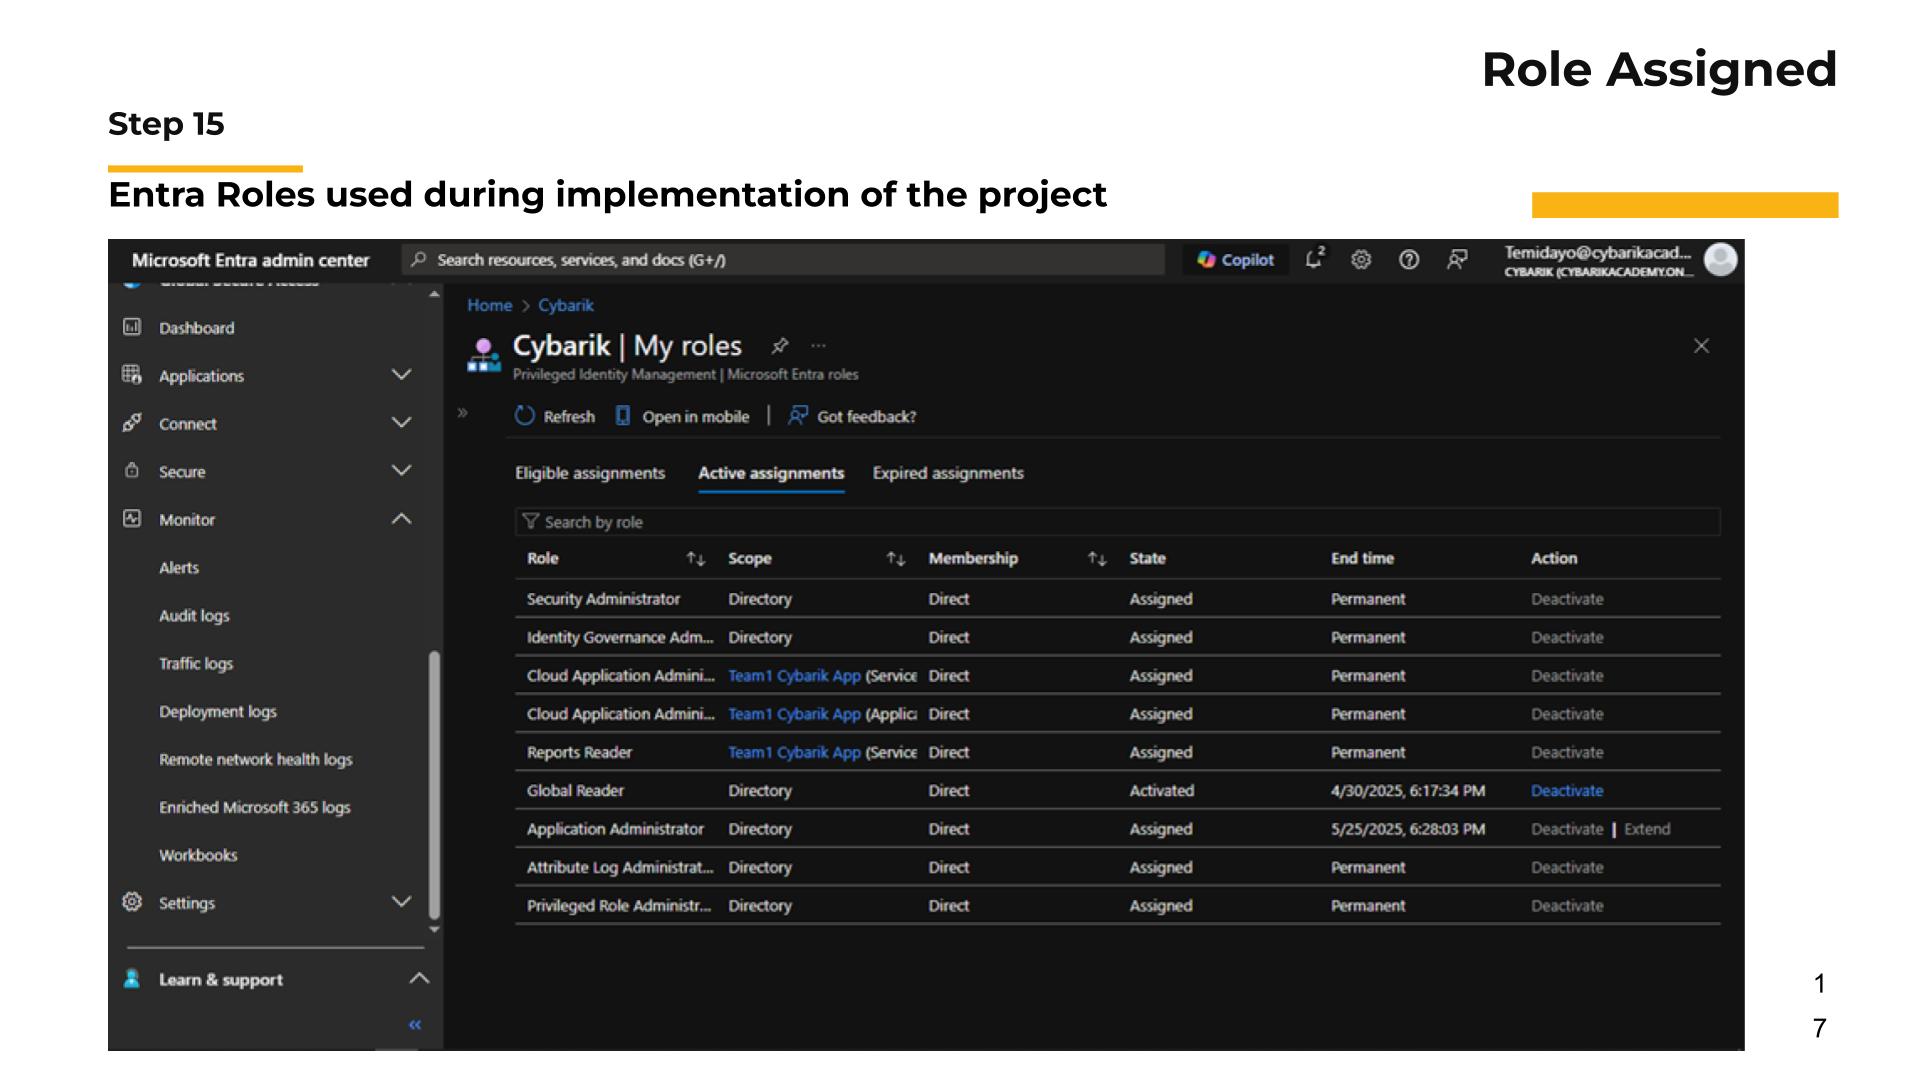 Role Assigned
Step 15
Entra Roles used during implementation of the project
Microsoft Entra admin center
Search resources, services, and docs (G+/)
Copilot
2
Temidayo@cybarikacad...
CYBARIK (CYBARIKACADEMY.ON...
Global Secure Access
Dashboard
Applications
Connect
Secure
Monitor
Alerts
Audit logs
Traffic logs
Deployment logs
Remote network health logs
Enriched Microsoft 365 logs
Workbooks
Settings
Learn & support
Home > Cybarik
Cybarik | My roles
Privileged Identity Management | Microsoft Entra roles
Refresh Open in mobile | Got feedback?
Eligible assignments Active assignments Expired assignments
Search by role
Role Scope Membership State End time Action
Security Administrator Directory Direct Assigned Permanent Deactivate
Identity Governance Adm... Directory Direct Assigned Permanent Deactivate
Cloud Application Admini... Team1 Cybarik App (Service Direct Assigned Permanent Deactivate
Cloud Application Admini... Team1 Cybarik App (Applic Direct Assigned Permanent Deactivate
Reports Reader Team1 Cybarik App (Service Direct Assigned Permanent Deactivate
Global Reader Directory Direct Activated 4/30/2025, 6:17:34 PM Deactivate
Application Administrator Directory Direct Assigned 5/25/2025, 6:28:03 PM Deactivate | Extend
Attribute Log Administrat... Directory Direct Assigned Permanent Deactivate
Privileged Role Administr... Directory Direct Assigned Permanent Deactivate
1
7